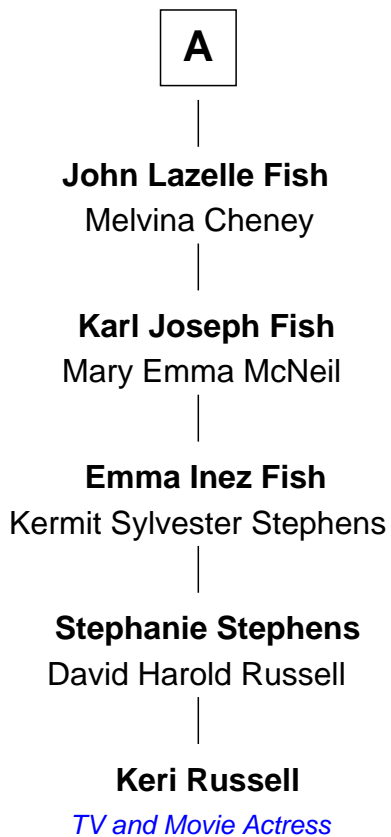 A
John Lazelle Fish
Melvina Cheney
Karl Joseph Fish
Mary Emma McNeil
Emma Inez Fish
Kermit Sylvester Stephens
Stephanie Stephens
David Harold Russell
Keri Russell
TV and Movie Actress